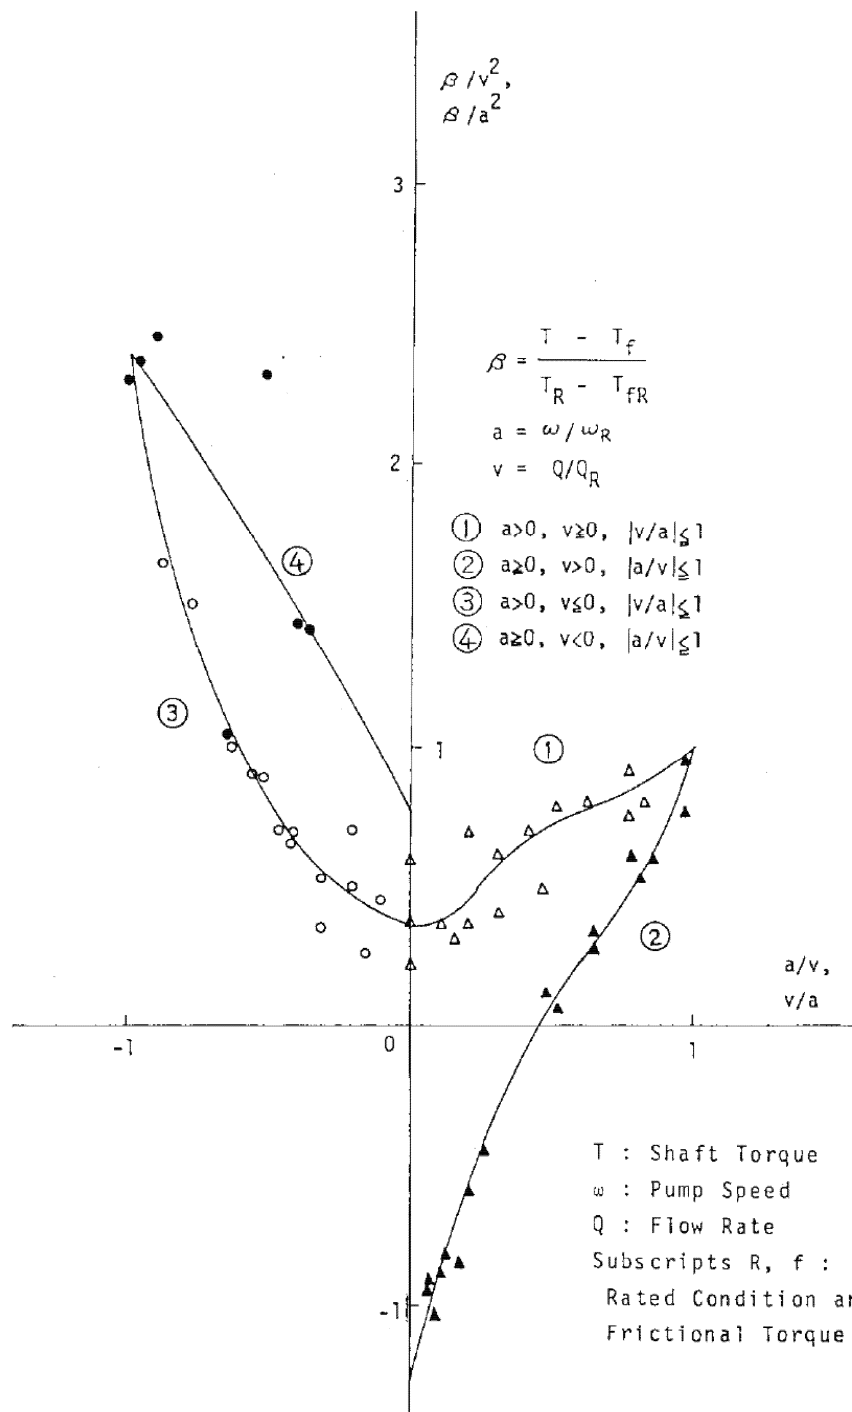 β/v²,
β/a²
3
β = (T - T_f)/(T_R - T_fR)
a = ω/ω_R
v = Q/Q_R
2
① a>0, v≧0, |v/a|≦1
② a≧0, v>0, |a/v|≦1
③ a>0, v≦0, |v/a|≦1
④ a≧0, v<0, |a/v|≦1
④
③
1
①
②
a/v,
v/a
-1
0
1
T : Shaft Torque
ω : Pump Speed
Q : Flow Rate
Subscripts R, f :
-1
Rated Condition
Frictional Torque